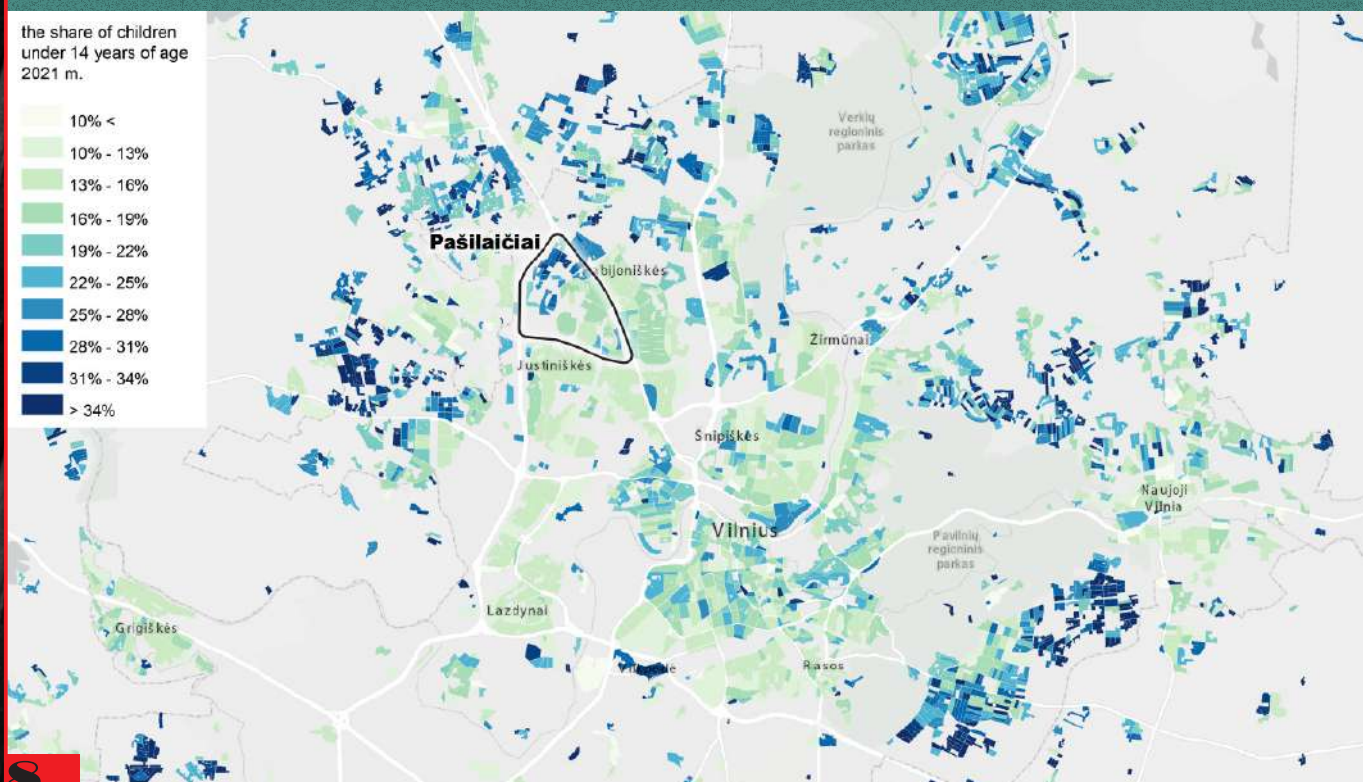 the share of children
under 14 years of age
2021 m.
10% <
10% - 13%
13% - 16%
16% - 19%
19% - 22%
22% - 25%
25% - 28%
28% - 31%
31% - 34%
> 34%
Verkių
regioninis
parkas
Pašilaičiai
abijoniškės
Justiniškės
Žirmūnai
Šnipiškės
Vilnius
Naujoji
Vilnia
Pavilnių
regioninis
parkas
Lazdynai
Grigiškės
Rasos
8